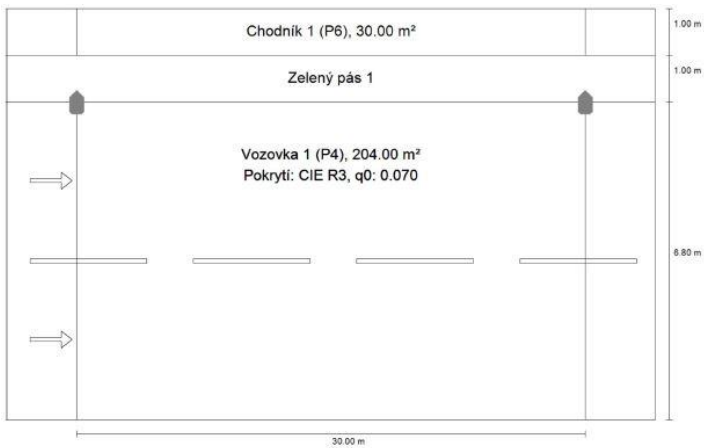 Chodník 1 (P6), 30.00 m²
1.00 m
Zelený pás 1
1.00 m
Vozovka 1 (P4), 204.00 m²
Pokrytí: CIE R3, q0: 0.070
6.80 m
30.00 m